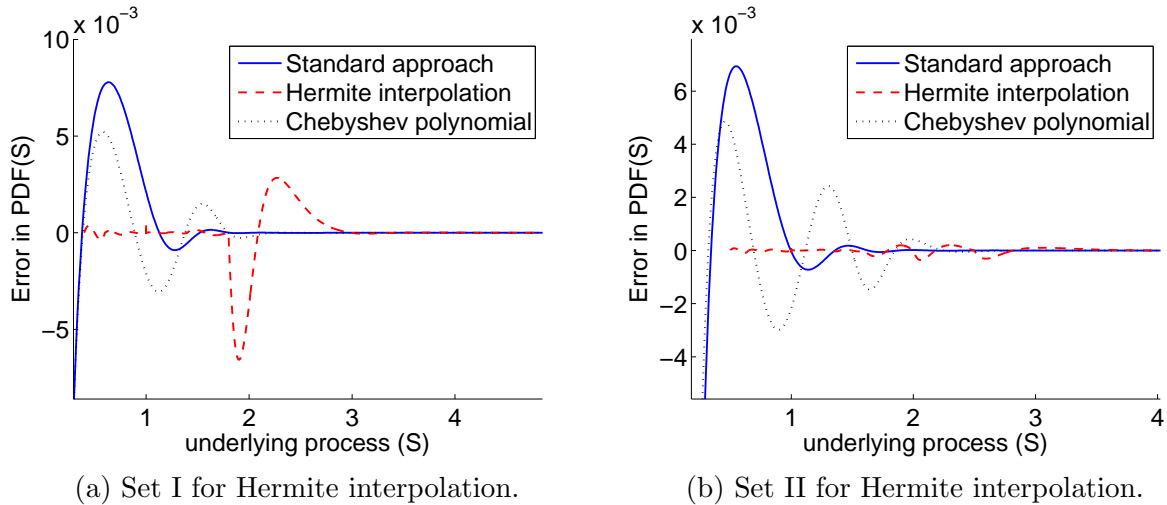 x 10⁻³
10
5
0
−5
Error in PDF(S)
Standard approach
Hermite interpolation
Chebyshev polynomial
1 2 3 4
underlying process (S)
(a) Set I for Hermite interpolation.
x 10⁻³
6
4
2
0
−2
−4
Error in PDF(S)
Standard approach
Hermite interpolation
Chebyshev polynomial
1 2 3 4
underlying process (S)
(b) Set II for Hermite interpolation.